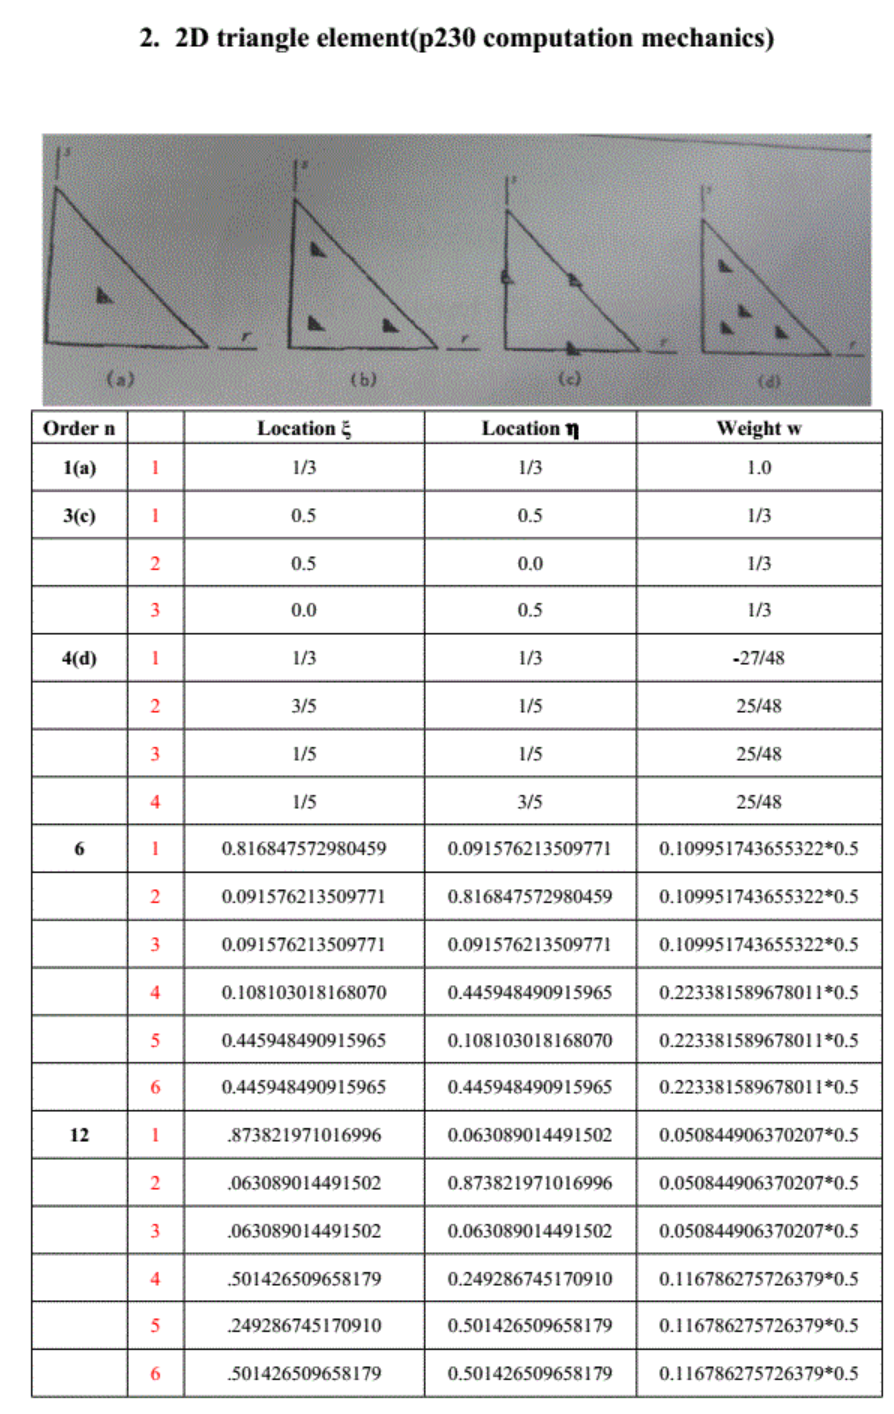 2. 2D triangle element(p230 computation mechanics)
s s s s
r r r r
(a) (b) (c) (d)
Order n Location ξ Location η Weight w
1(a) 1 1/3 1/3 1.0
3(c) 1 0.5 0.5 1/3
2 0.5 0.0 1/3
3 0.0 0.5 1/3
4(d) 1 1/3 1/3 -27/48
2 3/5 1/5 25/48
3 1/5 1/5 25/48
4 1/5 3/5 25/48
6 1 0.816847572980459 0.091576213509771 0.109951743655322*0.5
2 0.091576213509771 0.816847572980459 0.109951743655322*0.5
3 0.091576213509771 0.091576213509771 0.109951743655322*0.5
4 0.108103018168070 0.445948490915965 0.223381589678011*0.5
5 0.445948490915965 0.108103018168070 0.223381589678011*0.5
6 0.445948490915965 0.445948490915965 0.223381589678011*0.5
12 1 .873821971016996 0.063089014491502 0.050844906370207*0.5
2 .063089014491502 0.873821971016996 0.050844906370207*0.5
3 .063089014491502 0.063089014491502 0.050844906370207*0.5
4 .501426509658179 0.249286745170910 0.116786275726379*0.5
5 .249286745170910 0.501426509658179 0.116786275726379*0.5
6 .501426509658179 0.501426509658179 0.116786275726379*0.5